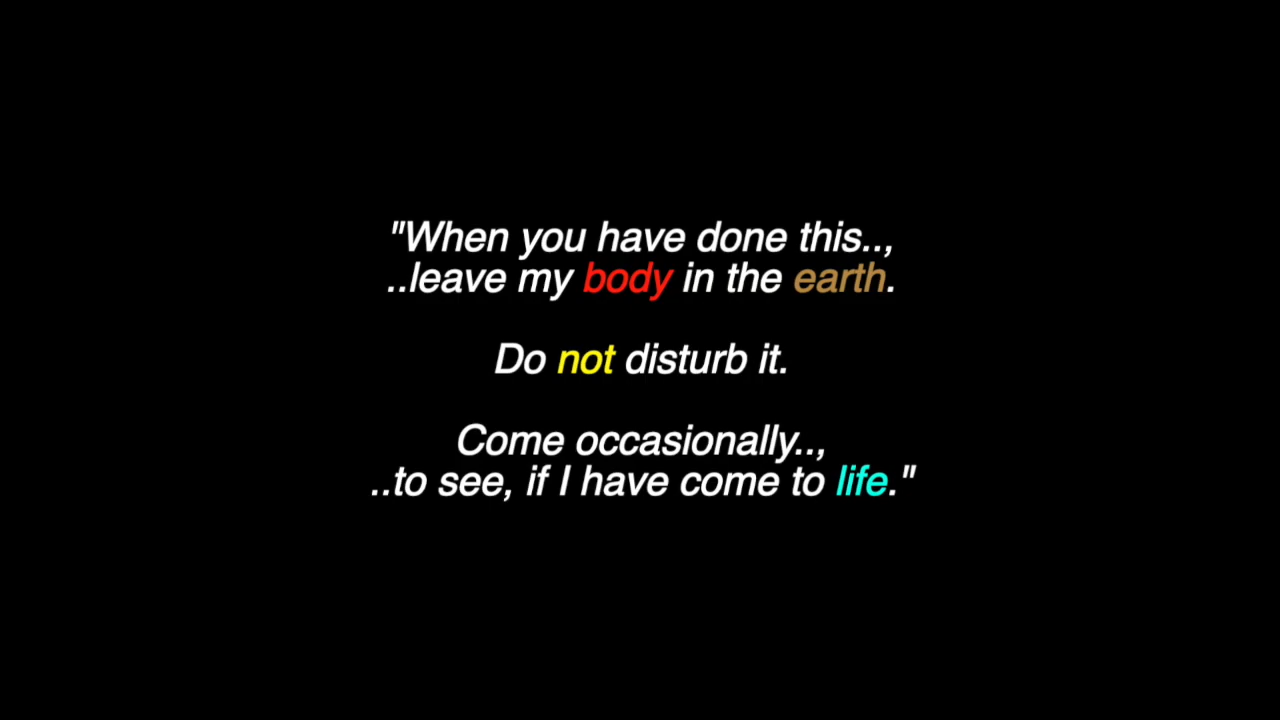 "When you have done this..,
..leave my body in the earth.
Do not disturb it.
Come occasionally..,
..to see, if I have come to life."